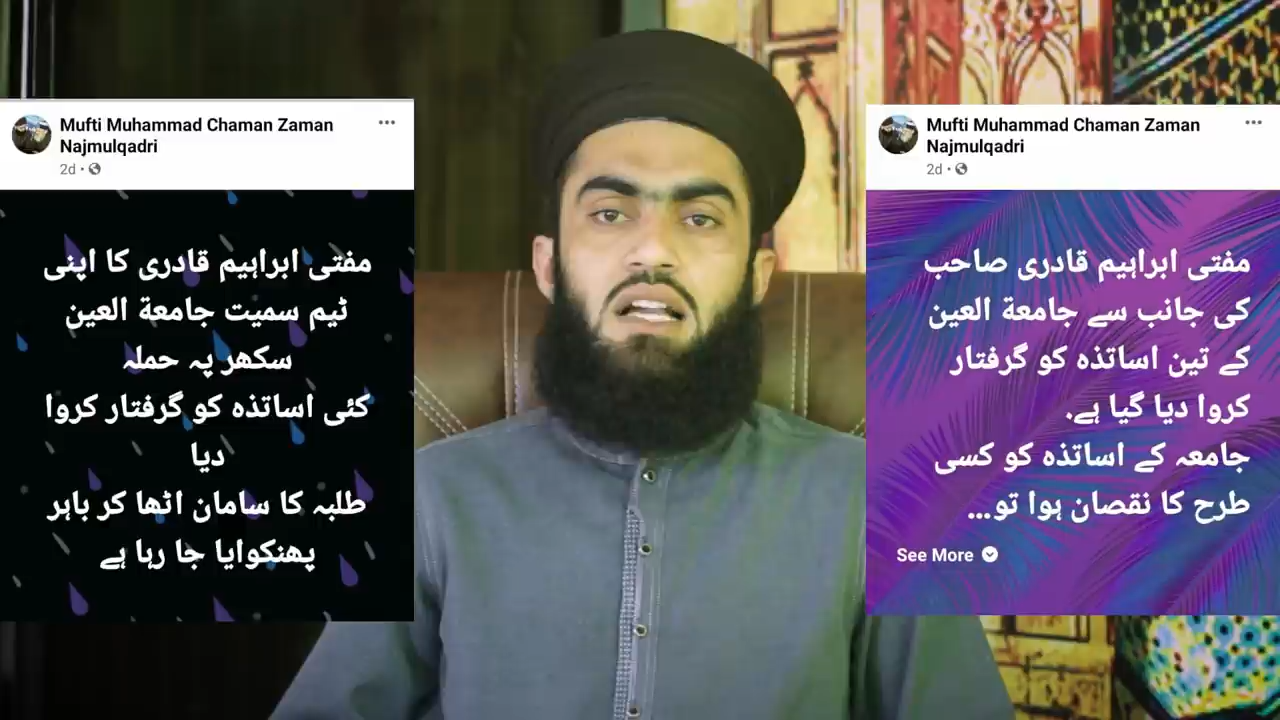 Mufti Muhammad Chaman Zaman
Najmulqadri
2d
مفتی ابراہیم قادری کا اپنی
ٹیم سمیت جامعة العین
سکھر پہ حملہ
کئی اساتذہ کو گرفتار کروا
دیا
طلبہ کا سامان اٹھا کر باہر
پھنکوایا جا رہا ہے
Mufti Muhammad Chaman Zaman
Najmulqadri
2d
مفتی ابراہیم قادری صاحب
کی جانب سے جامعة العین
کے تین اساتذہ کو گرفتار
کروا دیا گیا ہے.
جامعہ کے اساتذہ کو کسی
طرح کا نقصان ہوا تو...
See More